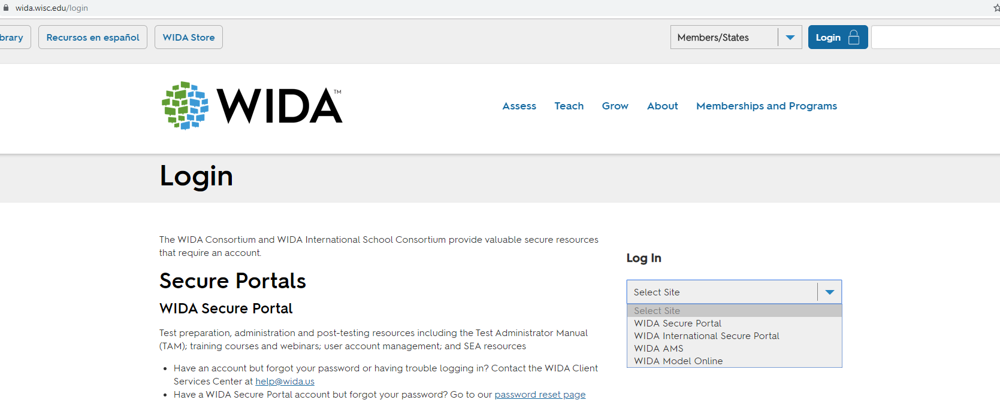 wida.wisc.edu/login
brary
Recursos en español
WIDA Store
Members/States
Login
WIDA™
Assess
Teach
Grow
About
Memberships and Programs
Login
The WIDA Consortium and WIDA International School Consortium provide valuable secure resources
that require an account.
Secure Portals
WIDA Secure Portal
Test preparation, administration and post-testing resources including the Test Administrator Manual
(TAM); training courses and webinars; user account management; and SEA resources
• Have an account but forgot your password or having trouble logging in? Contact the WIDA Client
Services Center at help@wida.us
• Have a WIDA Secure Portal account but forgot your password? Go to our password reset page
Log In
Select Site
Select Site
WIDA Secure Portal
WIDA International Secure Portal
WIDA AMS
WIDA Model Online